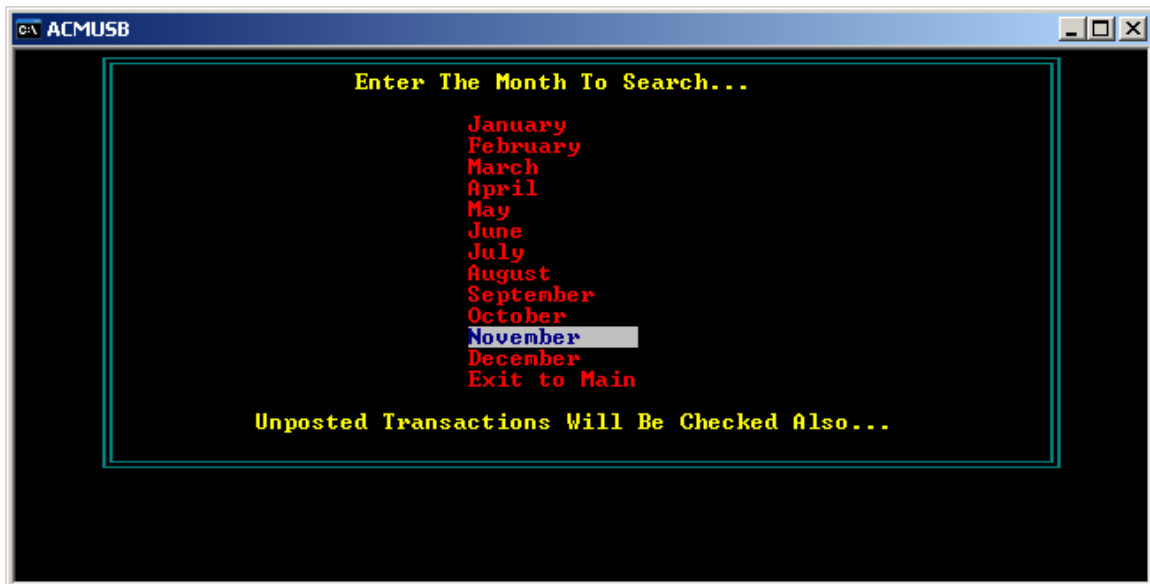 ACMUSB
Enter The Month To Search...
January
February
March
April
May
June
July
August
September
October
November
December
Exit to Main
Unposted Transactions Will Be Checked Also...